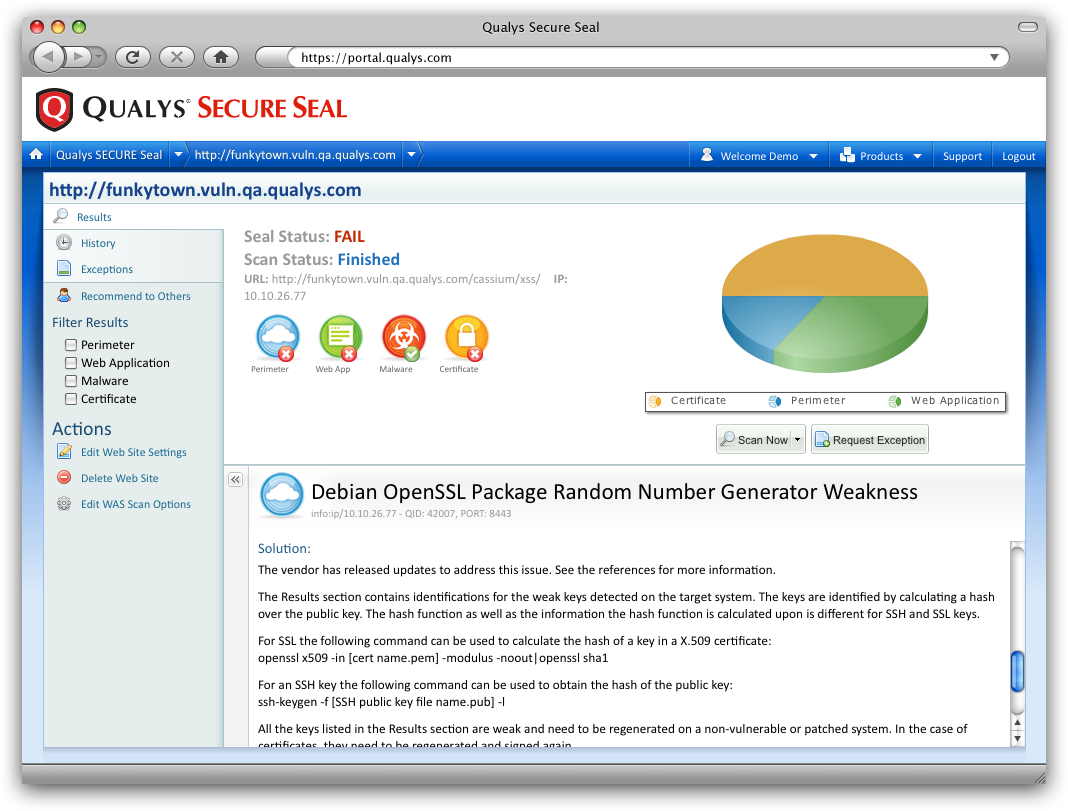 Qualys Secure Seal
https://portal.qualys.com
Q QUALYS® SECURE SEAL
Qualys SECURE Seal http://funkytown.vuln.qa.qualys.com Welcome Demo Products Support Logout
http://funkytown.vuln.qa.qualys.com
Results
History
Exceptions
Recommend to Others
Filter Results
Perimeter
Web Application
Malware
Certificate
Actions
Edit Web Site Settings
Delete Web Site
Edit WAS Scan Options
Seal Status: FAIL
Scan Status: Finished
URL: http://funkytown.vuln.qa.qualys.com/cassium/xss/ IP:
10.10.26.77
Perimeter Web App Malware Certificate
Certificate Perimeter Web Application
Scan Now Request Exception
Debian OpenSSL Package Random Number Generator Weakness
info:ip/10.10.26.77 - QID: 42007, PORT: 8443
Solution:
The vendor has released updates to address this issue. See the references for more information.
The Results section contains identifications for the weak keys detected on the target system. The keys are identified by calculating a hash
over the public key. The hash function as well as the information the hash function is calculated upon is different for SSH and SSL keys.
For SSL the following command can be used to calculate the hash of a key in a X.509 certificate:
openssl x509 -in [cert name.pem] -modulus -noout|openssl sha1
For an SSH key the following command can be used to obtain the hash of the public key:
ssh-keygen -f [SSH public key file name.pub] -l
All the keys listed in the Results section are weak and need to be regenerated on a non-vulnerable or patched system. In the case of
certificates, they need to be regenerated and signed again.